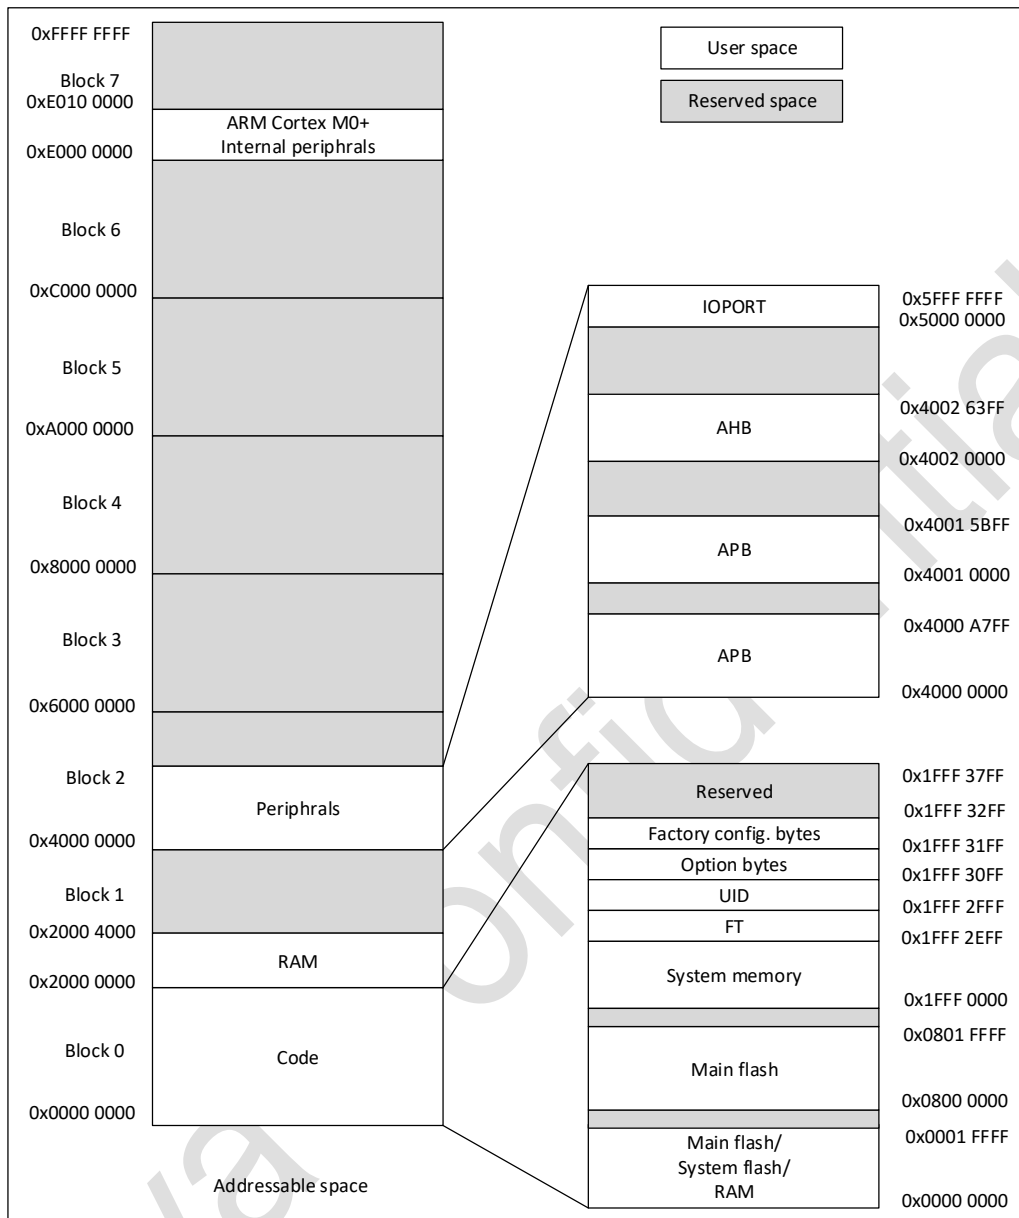 0xFFFF FFFF
Block 7
0xE010 0000
ARM Cortex M0+
Internal periphrals
0xE000 0000
Block 6
0xC000 0000
Block 5
0xA000 0000
Block 4
0x8000 0000
Block 3
0x6000 0000
Block 2
Periphrals
0x4000 0000
Block 1
0x2000 4000
RAM
0x2000 0000
Block 0
Code
0x0000 0000
Addressable space
User space
Reserved space
IOPORT
0x5FFF FFFF
0x5000 0000
0x4002 63FF
AHB
0x4002 0000
0x4001 5BFF
APB
0x4001 0000
0x4000 A7FF
APB
0x4000 0000
0x1FFF 37FF
Reserved
0x1FFF 32FF
Factory config. bytes
0x1FFF 31FF
Option bytes
0x1FFF 30FF
UID
0x1FFF 2FFF
FT
0x1FFF 2EFF
System memory
0x1FFF 0000
0x0801 FFFF
Main flash
0x0800 0000
0x0001 FFFF
Main flash/
System flash/
RAM
0x0000 0000